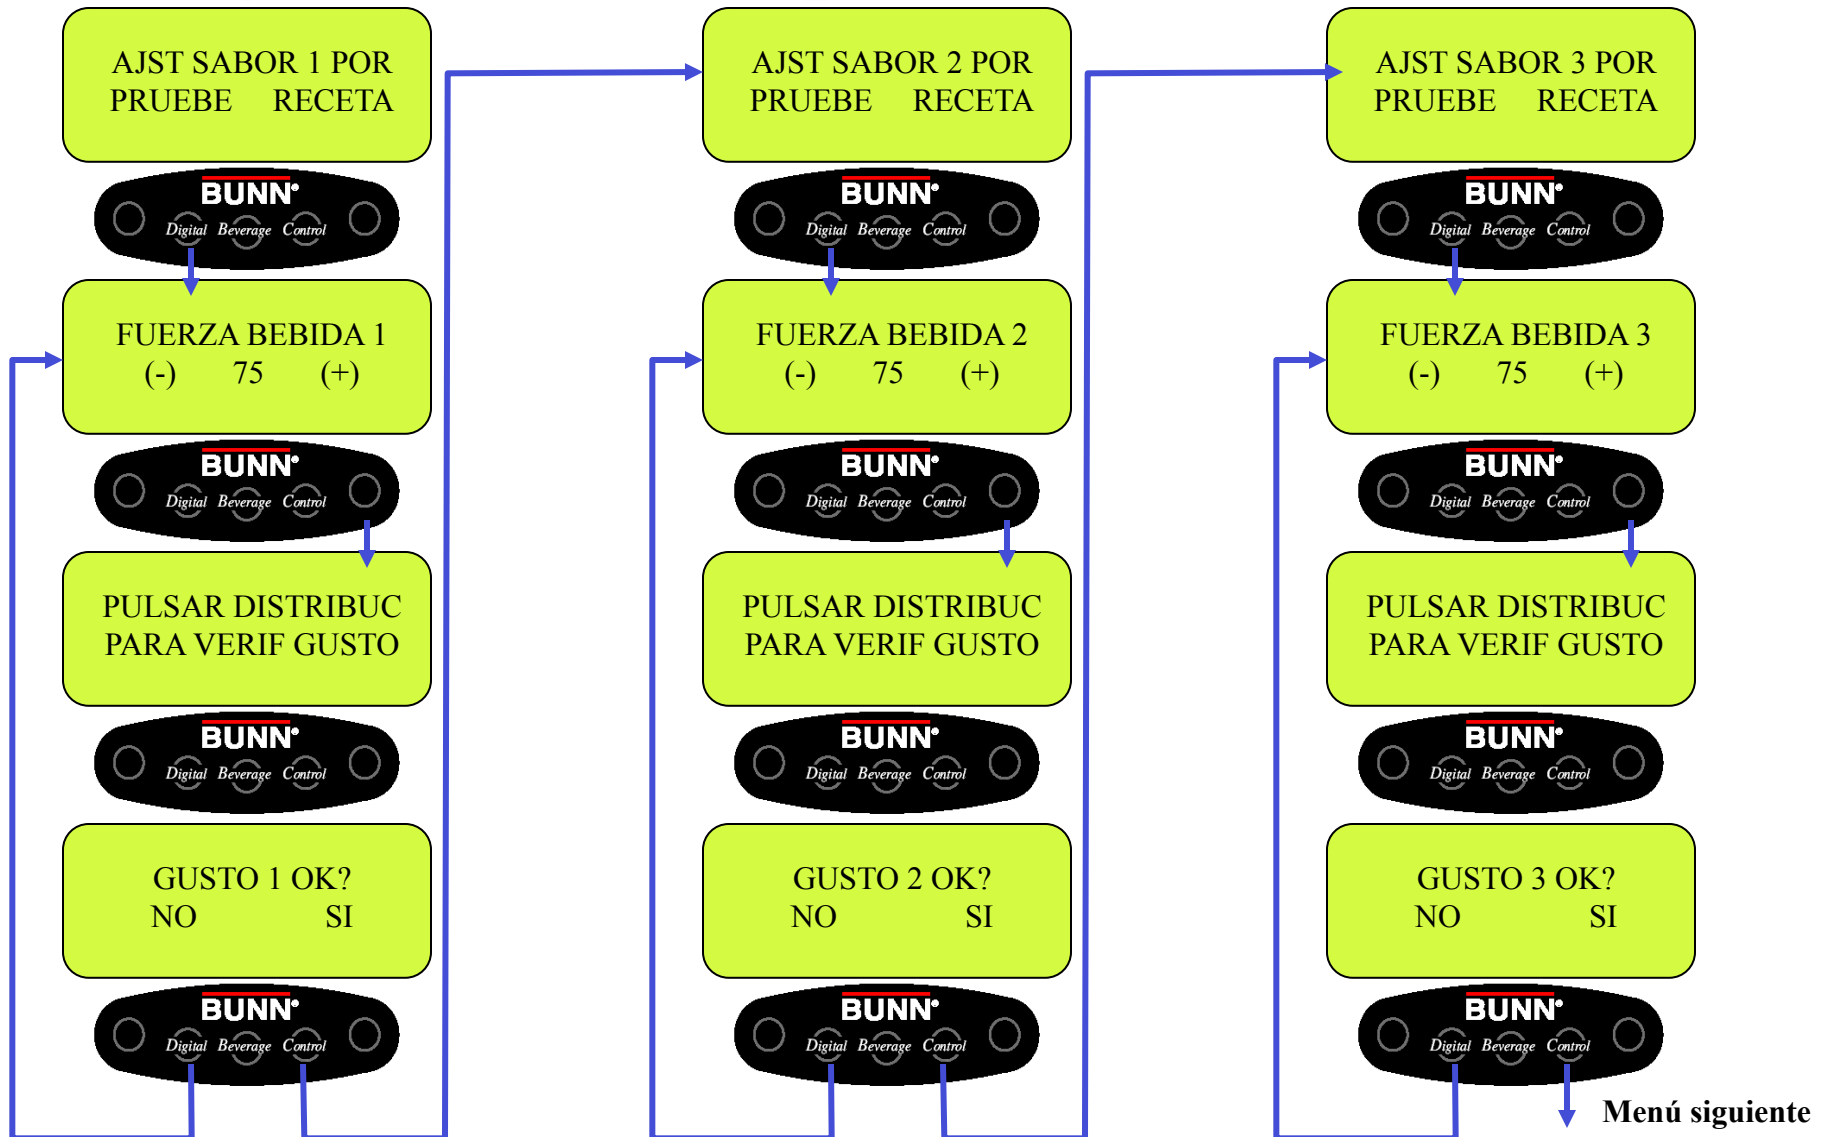 AJST SABOR 1 POR
PRUEBE RECETA
BUNN®
Digital Beverage Control
FUERZA BEBIDA 1
(-) 75 (+)
BUNN®
Digital Beverage Control
PULSAR DISTRIBUC
PARA VERIF GUSTO
BUNN®
Digital Beverage Control
GUSTO 1 OK?
NO SI
BUNN®
Digital Beverage Control
AJST SABOR 2 POR
PRUEBE RECETA
BUNN®
Digital Beverage Control
FUERZA BEBIDA 2
(-) 75 (+)
BUNN®
Digital Beverage Control
PULSAR DISTRIBUC
PARA VERIF GUSTO
BUNN®
Digital Beverage Control
GUSTO 2 OK?
NO SI
BUNN®
Digital Beverage Control
AJST SABOR 3 POR
PRUEBE RECETA
BUNN®
Digital Beverage Control
FUERZA BEBIDA 3
(-) 75 (+)
BUNN®
Digital Beverage Control
PULSAR DISTRIBUC
PARA VERIF GUSTO
BUNN®
Digital Beverage Control
GUSTO 3 OK?
NO SI
BUNN®
Digital Beverage Control
Menú siguiente